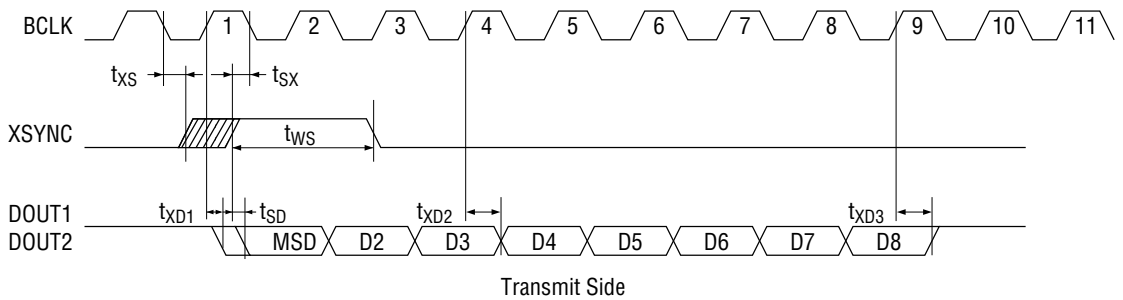 BCLK 1 2 3 4 5 6 7 8 9 10 11
tXS tSX
XSYNC tWS
DOUT1 tXD1 tSD tXD2 tXD3
DOUT2 MSD D2 D3 D4 D5 D6 D7 D8
Transmit Side